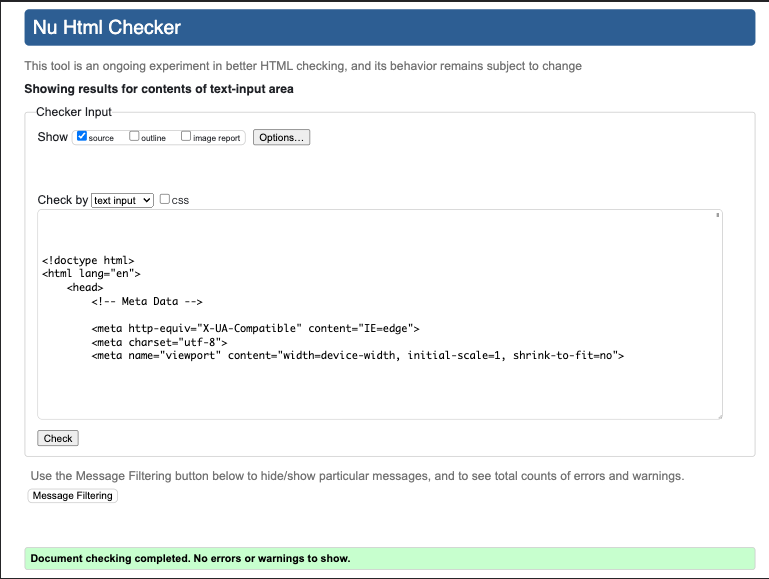 Nu Html Checker
This tool is an ongoing experiment in better HTML checking, and its behavior remains subject to change
Showing results for contents of text-input area
Checker Input
Show source outline image report Options...
Check by text input css
<!doctype html>
<html lang="en">
<head>
<!-- Meta Data -->
<meta http-equiv="X-UA-Compatible" content="IE=edge">
<meta charset="utf-8">
<meta name="viewport" content="width=device-width, initial-scale=1, shrink-to-fit=no">
Check
Use the Message Filtering button below to hide/show particular messages, and to see total counts of errors and warnings.
Message Filtering
Document checking completed. No errors or warnings to show.